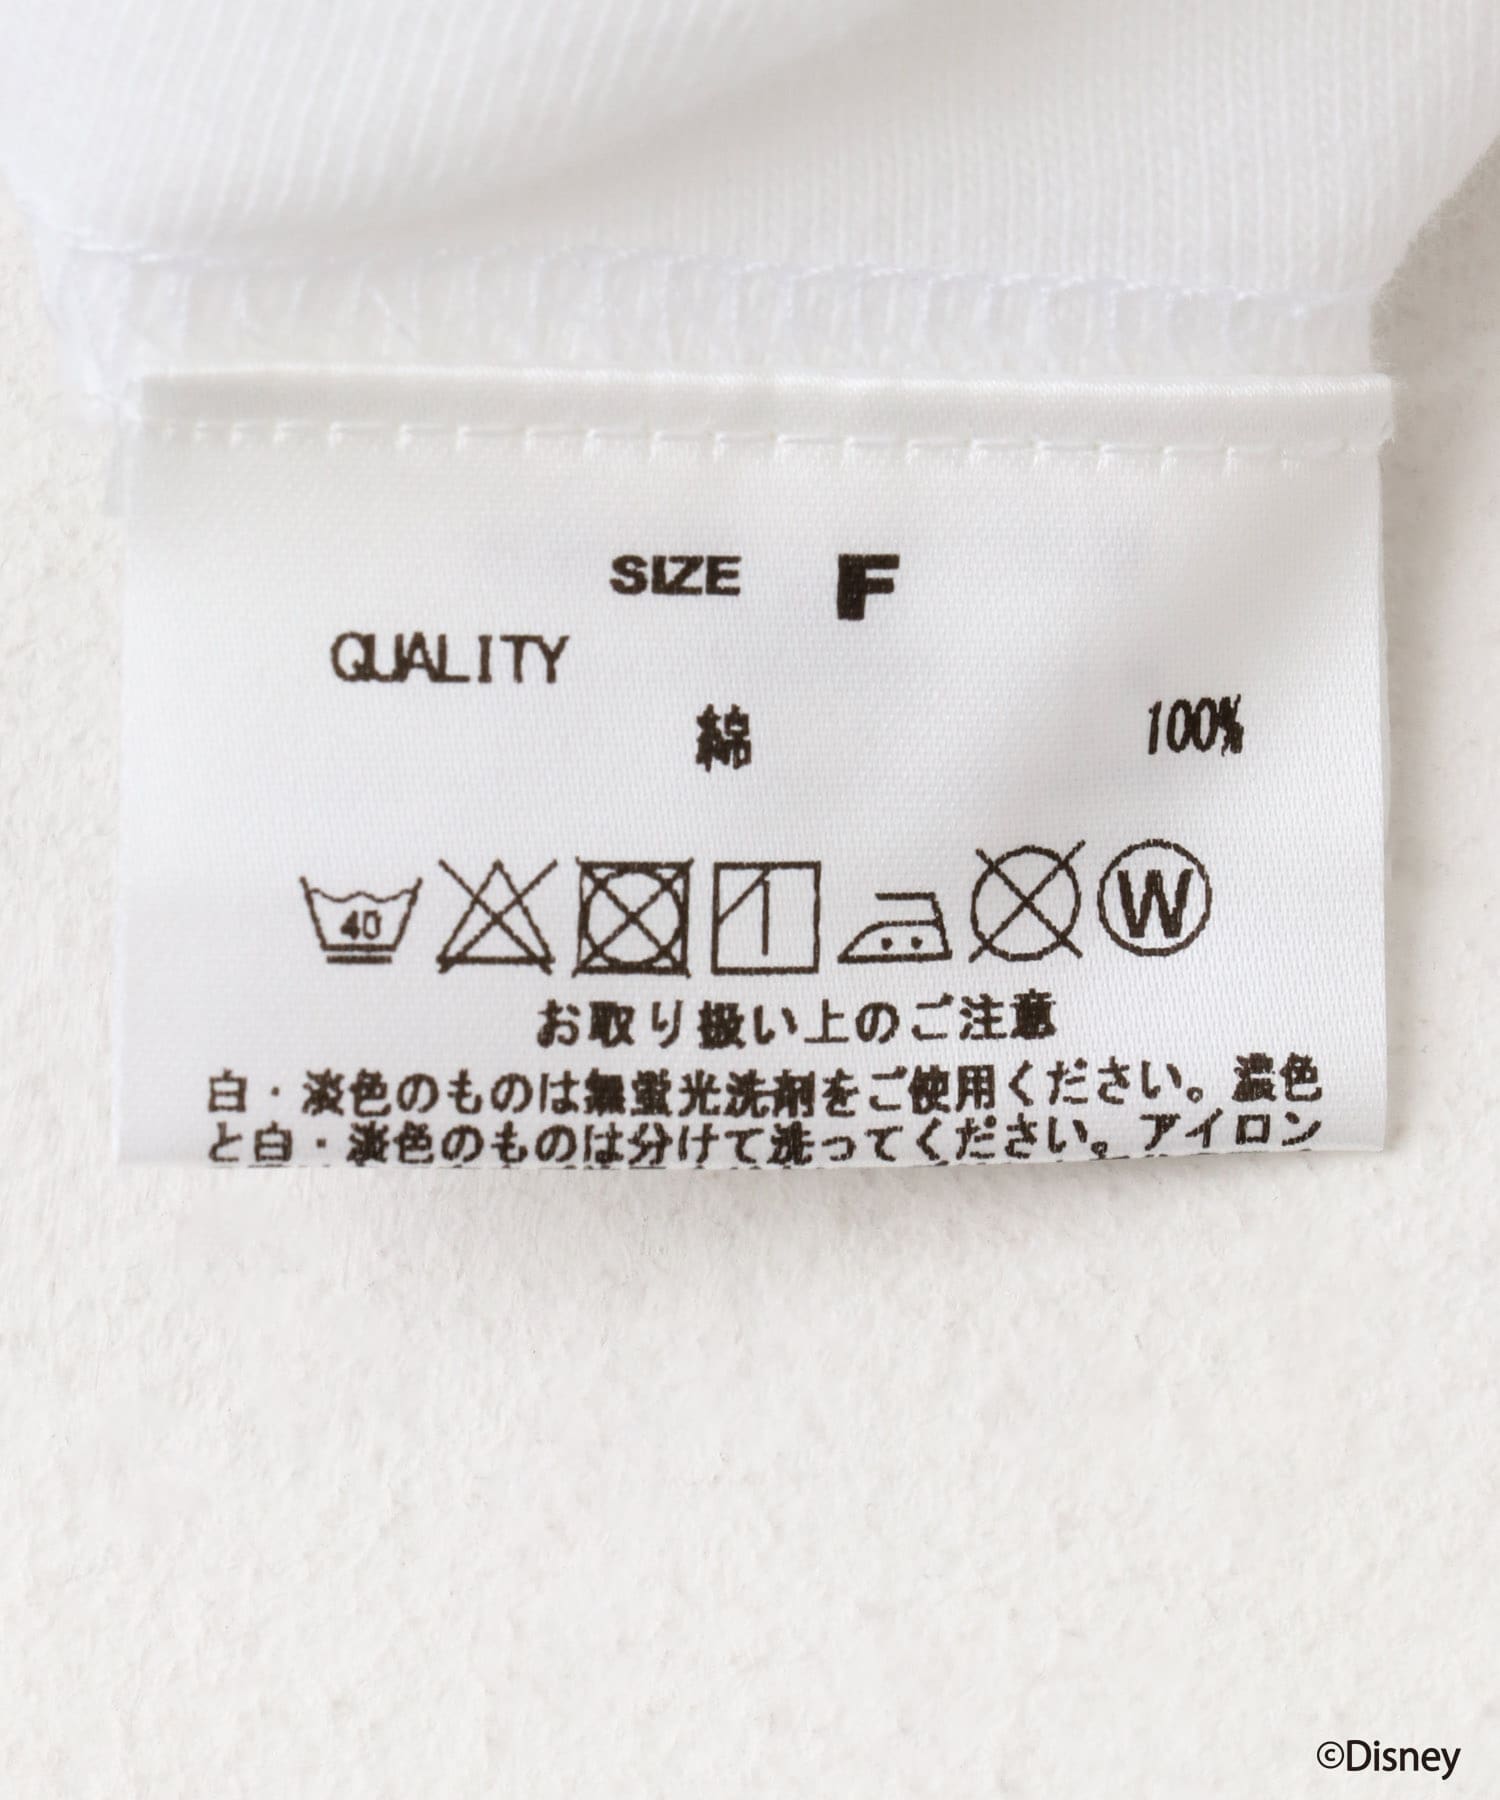 SIZE F
QUALITY
綿 100%
40
W
お取り扱い上のご注意
白・淡色のものは無蛍光洗剤をご使用ください。濃色
と白・淡色のものは分けて洗ってください。アイロン
©Disney